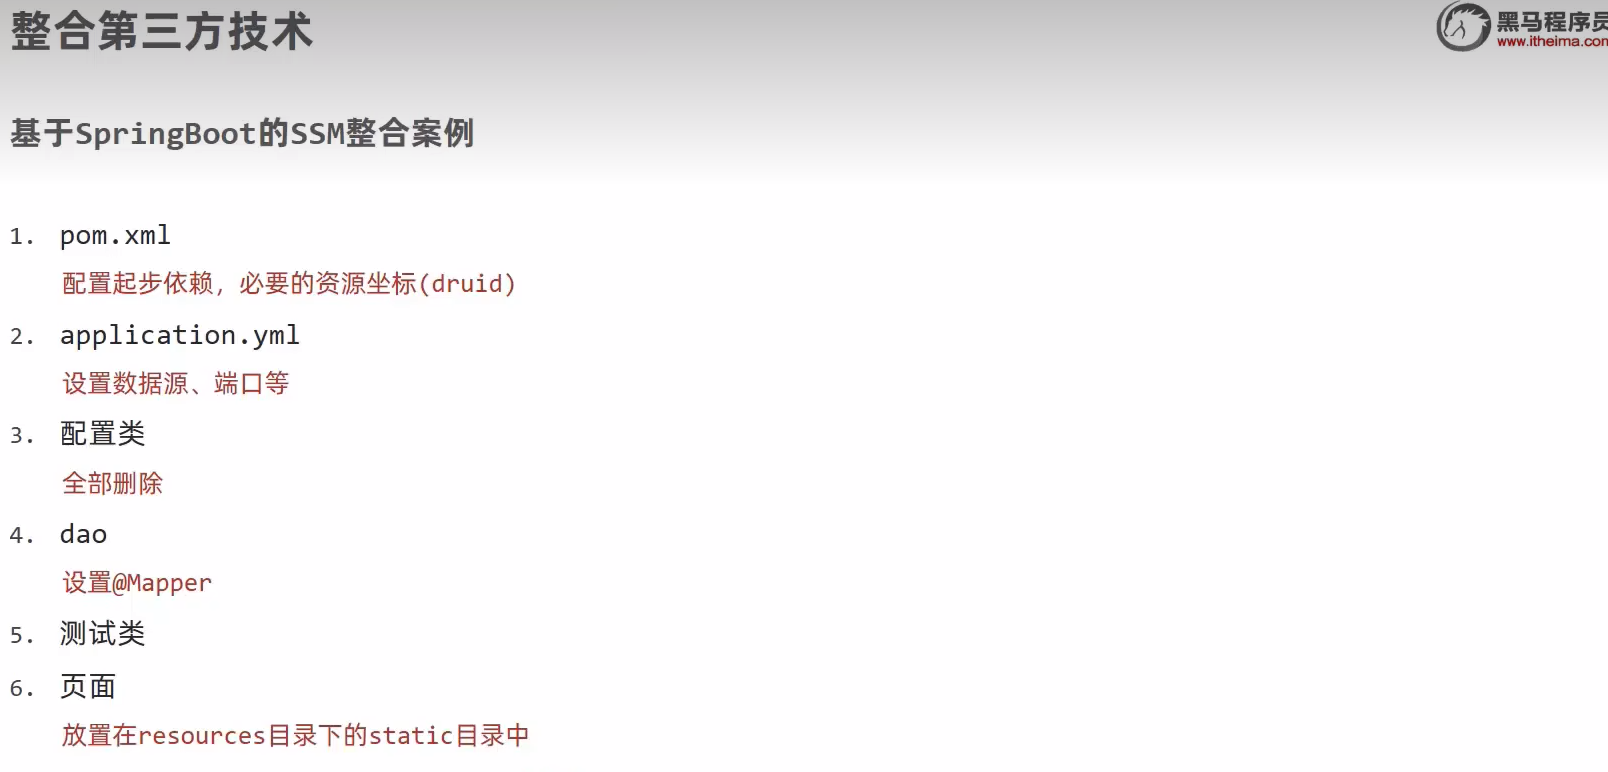 整合第三方技术
黑马程序员
www.itheima.com
基于SpringBoot的SSM整合案例
1. pom.xml
配置起步依赖，必要的资源坐标(druid)
2. application.yml
设置数据源、端口等
3. 配置类
全部删除
4. dao
设置@Mapper
5. 测试类
6. 页面
放置在resources目录下的static目录中